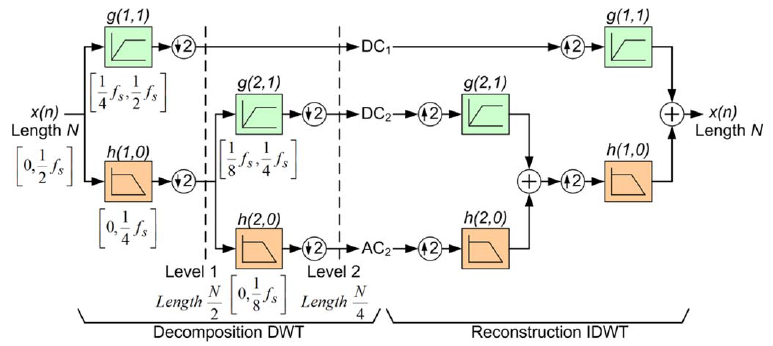 g(1,1)
↓2
DC₁
↑2
g(1,1)
[1/4 fₛ, 1/2 fₛ]
x(n)
Length N
[0, 1/2 fₛ]
g(2,1)
↓2
DC₂
↑2
g(2,1)
+
x(n)
Length N
h(1,0)
↓2
[1/8 fₛ, 1/4 fₛ]
+
↑2
h(1,0)
[0, 1/4 fₛ]
h(2,0)
↓2
AC₂
↑2
h(2,0)
Level 1
Length N/2
[0, 1/8 fₛ]
Level 2
Length N/4
Decomposition DWT
Reconstruction IDWT